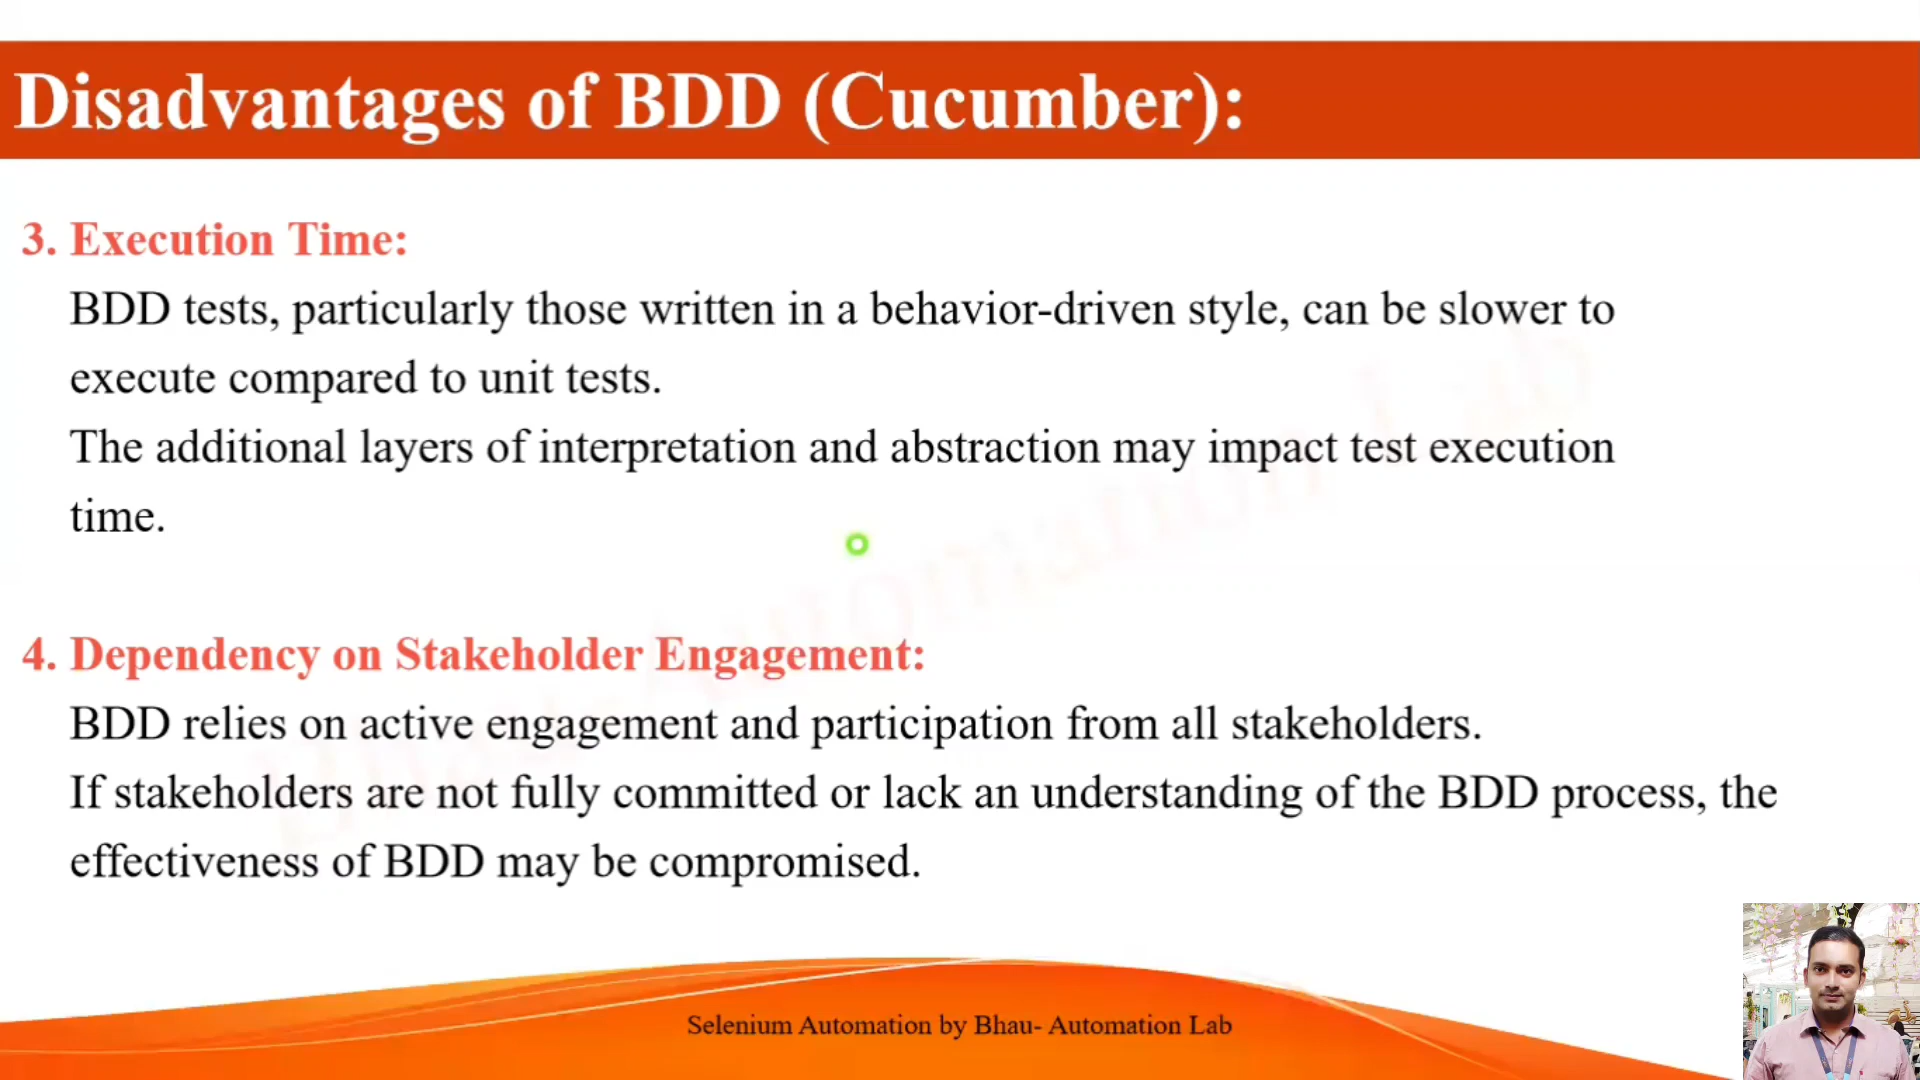 Disadvantages of BDD (Cucumber):
3. Execution Time:
BDD tests, particularly those written in a behavior-driven style, can be slower to
execute compared to unit tests.
The additional layers of interpretation and abstraction may impact test execution
time.
4. Dependency on Stakeholder Engagement:
BDD relies on active engagement and participation from all stakeholders.
If stakeholders are not fully committed or lack an understanding of the BDD process, the
effectiveness of BDD may be compromised.
Selenium Automation by Bhau- Automation Lab
Bhau-Automation Lab